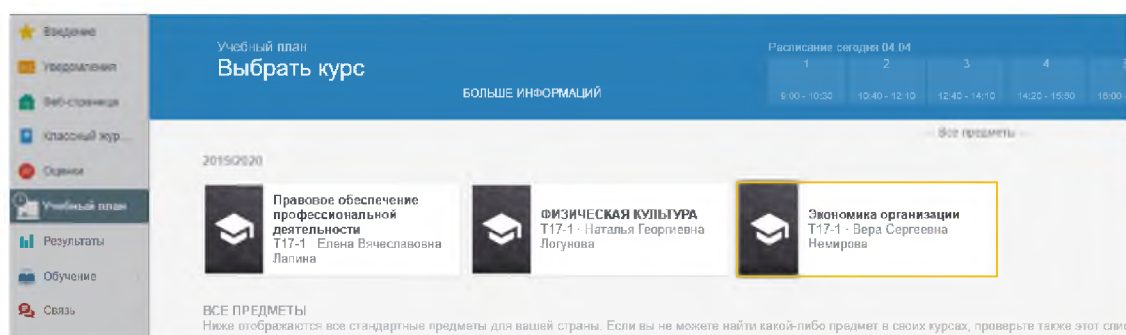 Введение
Уведомления
Веб-страница
Классный жур...
Оценки
Учебный план
Результаты
Обучение
Связь
Учебный план
Выбрать курс
БОЛЬШЕ ИНФОРМАЦИЙ
Расписание сегодня 04.04
1 2 3 4
9:00 - 10:30 10:40 - 12:10 12:40 - 14:10 14:20 - 15:50 16:00
Все предметы
2019/2020
Правовое обеспечение
профессиональной
деятельности
Т17-1 · Елена Вячеславовна
Лапина
ФИЗИЧЕСКАЯ КУЛЬТУРА
Т17-1 · Наталья Георгиевна
Логунова
Экономика организации
Т17-1 · Вера Сергеевна
Немирова
ВСЕ ПРЕДМЕТЫ
Ниже отображаются все стандартные предметы для вашей страны. Если вы не можете найти какой-либо предмет в своих курсах, проверьте также этот спис